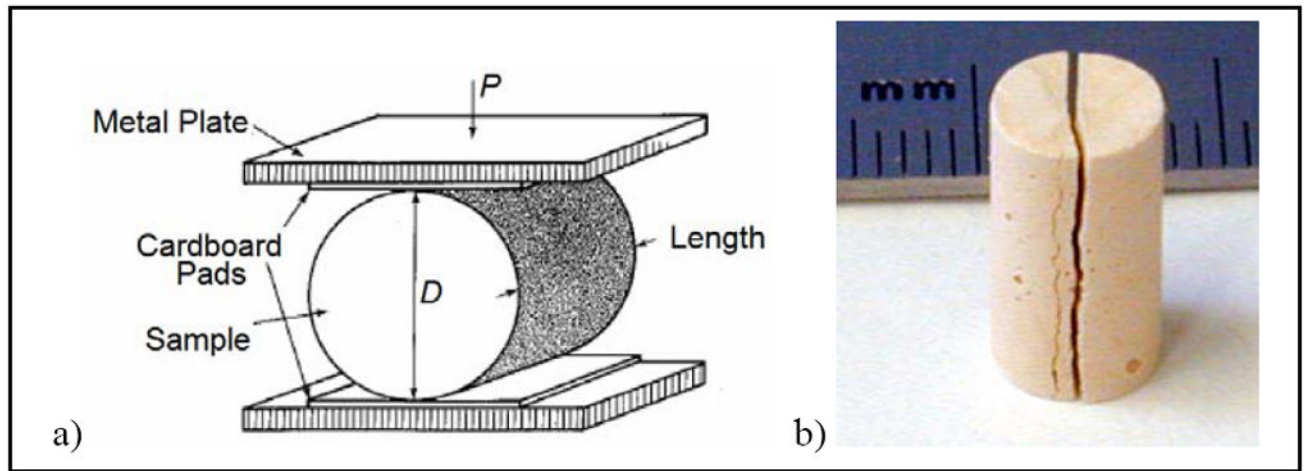 P
Metal Plate
Cardboard
Pads
D
Length
Sample
a)
mm
b)